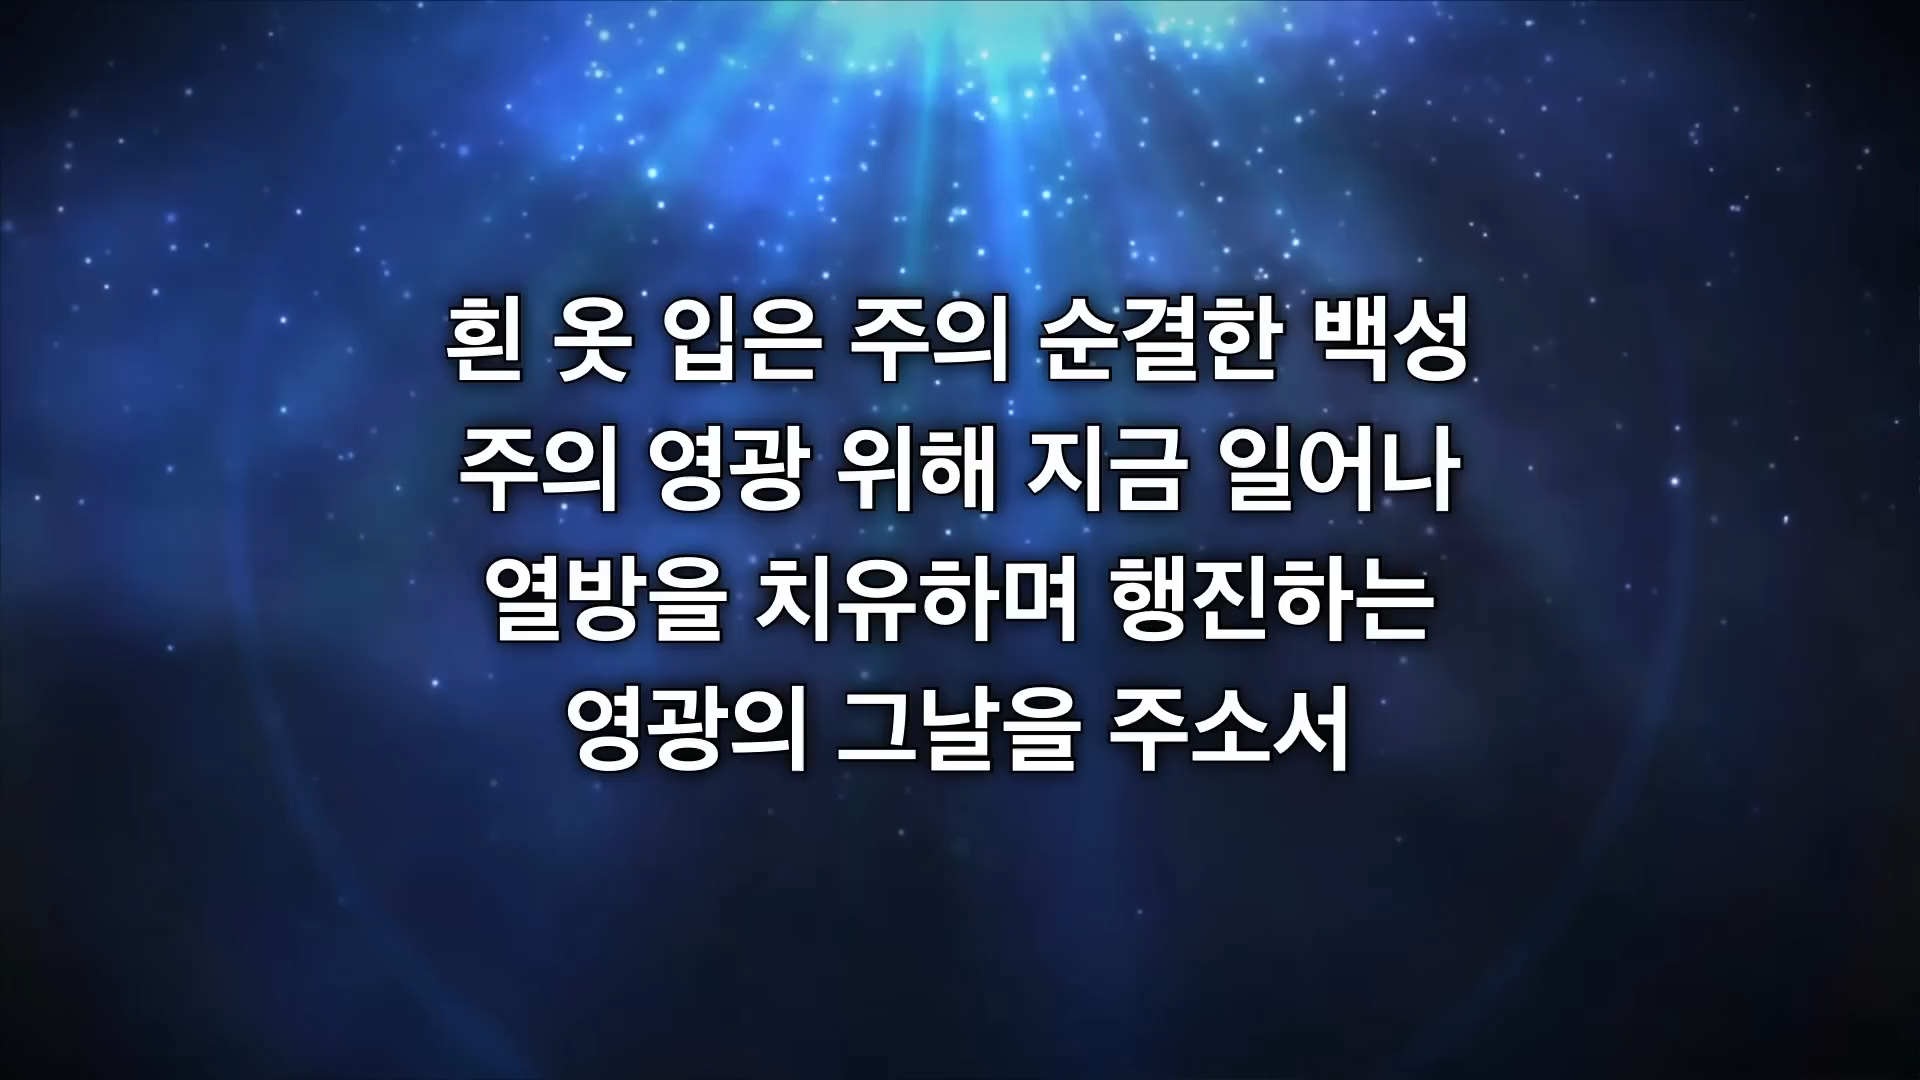 흰 옷 입은 주의 순결한 백성
주의 영광 위해 지금 일어나
열방을 치유하며 행진하는
영광의 그날을 주소서